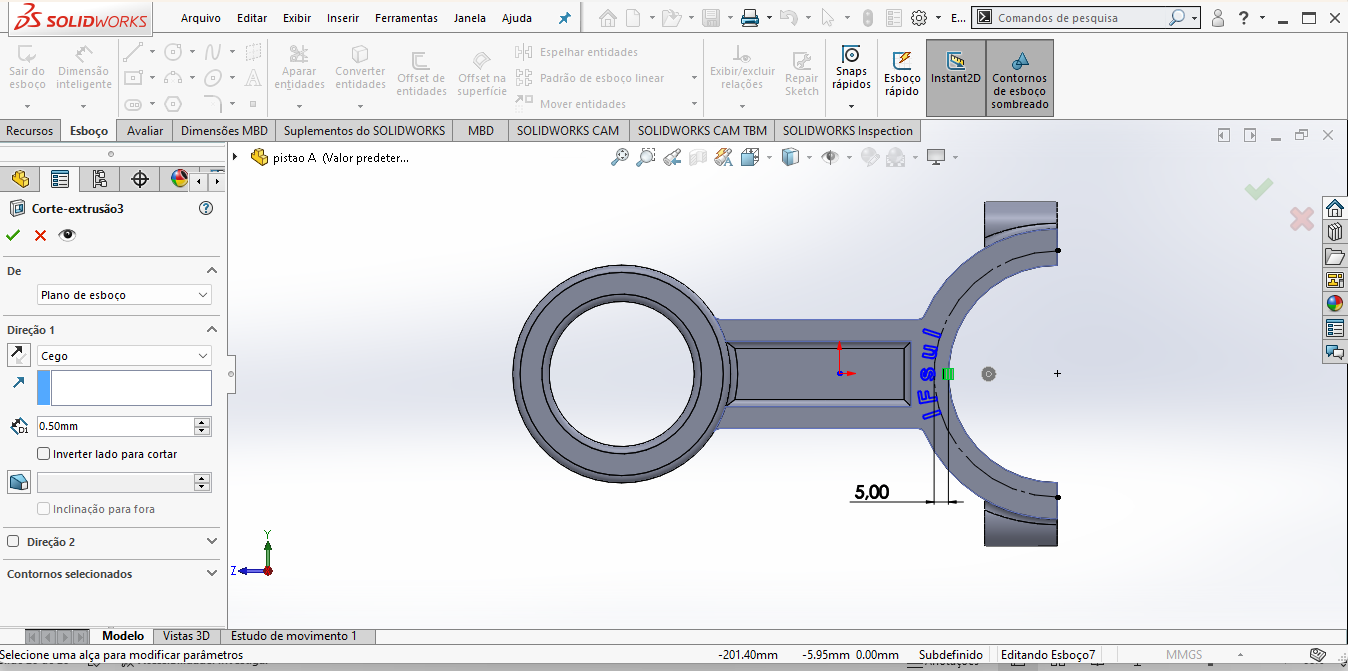 SOLIDWORKS
Arquivo Editar Exibir Inserir Ferramentas Janela Ajuda
E...
Comandos de pesquisa
?
Sair do esboço
Dimensão inteligente
Aparar entidades
Converter entidades
Offset de entidades
Offset na superfície
Espelhar entidades
Padrão de esboço linear
Mover entidades
Exibir/excluir relações
Repair Sketch
Snaps rápidos
Esboço rápido
Instant2D
Contornos de esboço sombreado
Recursos Esboço Avaliar Dimensões MBD Suplementos do SOLIDWORKS MBD SOLIDWORKS CAM SOLIDWORKS CAM TBM SOLIDWORKS Inspection
pistao A (Valor predeter...
Corte-extrusão3
De
Plano de esboço
Direção 1
Cego
D1
0.50mm
Inverter lado para cortar
Inclinação para fora
Direção 2
Contornos selecionados
IFsul
5,00
Y
Z
Modelo Vistas 3D Estudo de movimento 1
Selecione uma alça para modificar parâmetros
-201.40mm -5.95mm 0.00mm Subdefinido Editando Esboço7 MMGS